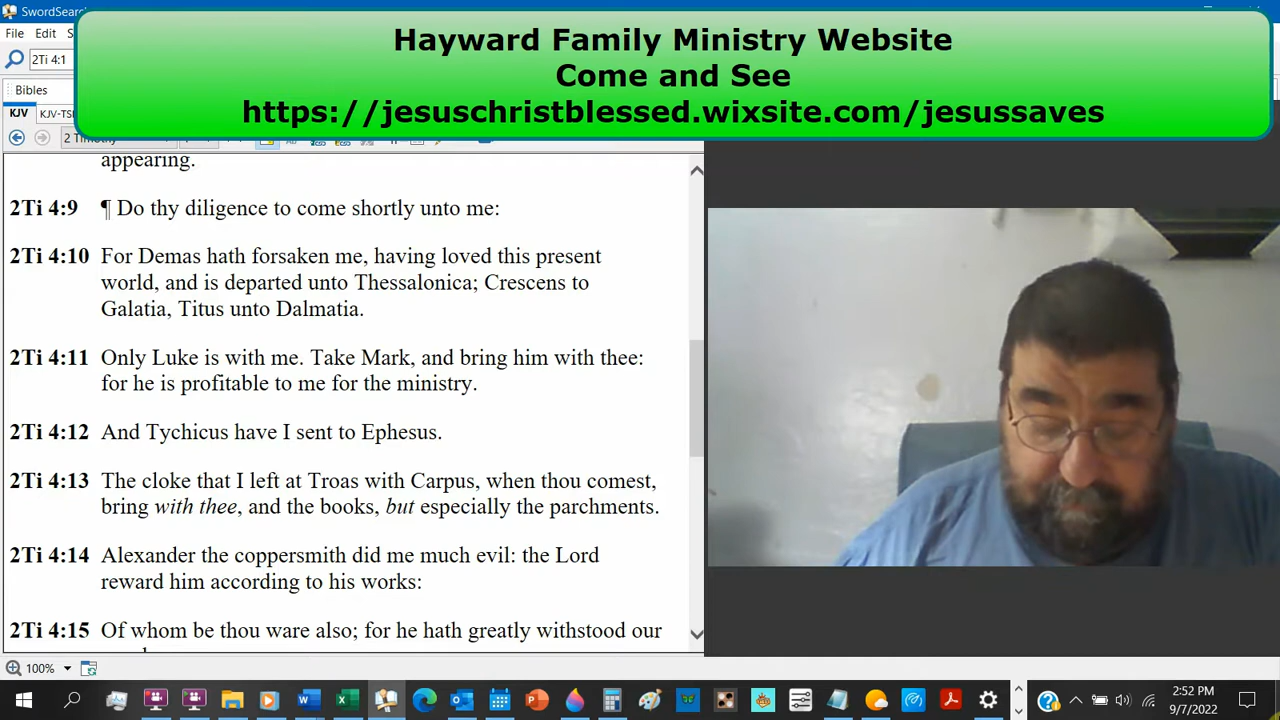 SwordSearc
Hayward Family Ministry Website
Come and See
https://jesuschristblessed.wixsite.com/jesussaves
File Edit S
2Ti 4:1
Bibles
KJV KJV-TS
2 Timothy
appearing.
2Ti 4:9 ¶ Do thy diligence to come shortly unto me:
2Ti 4:10 For Demas hath forsaken me, having loved this present
world, and is departed unto Thessalonica; Crescens to
Galatia, Titus unto Dalmatia.
2Ti 4:11 Only Luke is with me. Take Mark, and bring him with thee:
for he is profitable to me for the ministry.
2Ti 4:12 And Tychicus have I sent to Ephesus.
2Ti 4:13 The cloke that I left at Troas with Carpus, when thou comest,
bring with thee, and the books, but especially the parchments.
2Ti 4:14 Alexander the coppersmith did me much evil: the Lord
reward him according to his works:
2Ti 4:15 Of whom be thou ware also; for he hath greatly withstood our
100%
2:52 PM
9/7/2022